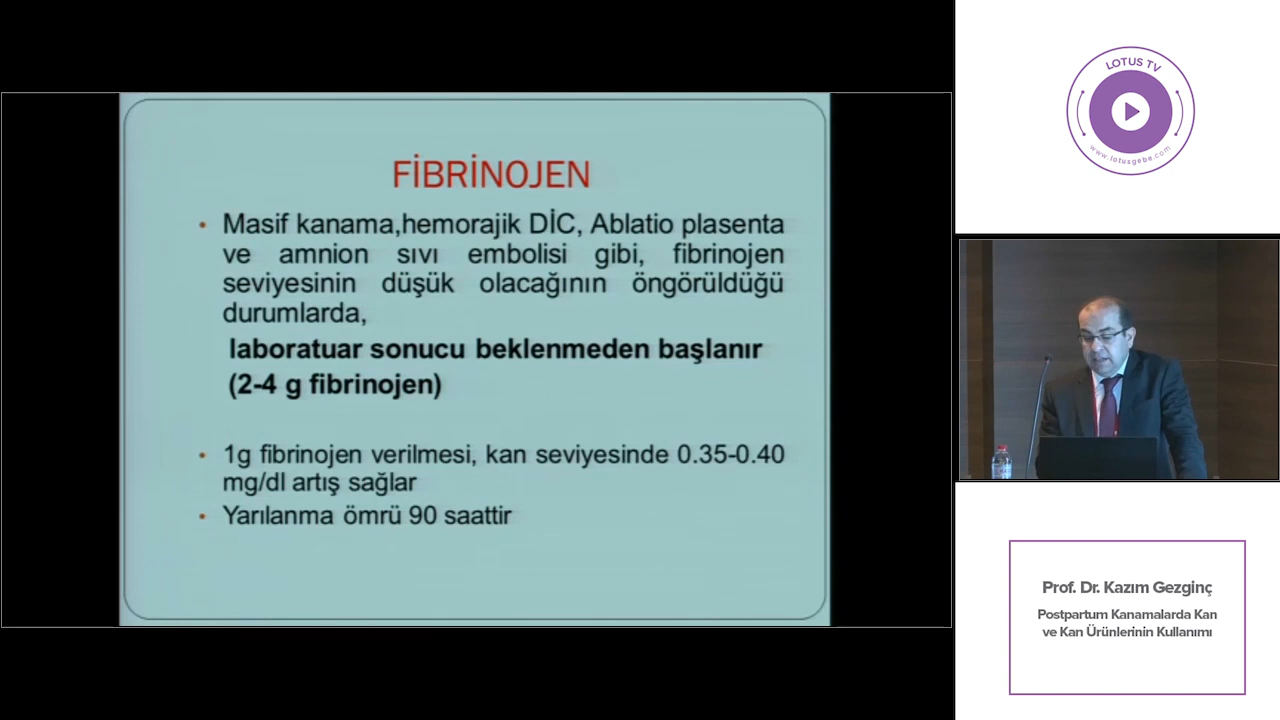 FİBRİNOJEN
• Masif kanama,hemorajik DİC, Ablatio plasenta
ve amnion sıvı embolisi gibi, fibrinojen
seviyesinin düşük olacağının öngörüldüğü
durumlarda,
laboratuar sonucu beklenmeden başlanır
(2-4 g fibrinojen)
• 1g fibrinojen verilmesi, kan seviyesinde 0.35-0.40
mg/dl artış sağlar
• Yarılanma ömrü 90 saattir
LOTUS TV
www.lotusgebe.com
Prof. Dr. Kazım Gezginç
Postpartum Kanamalarda Kan
ve Kan Ürünlerinin Kullanımı